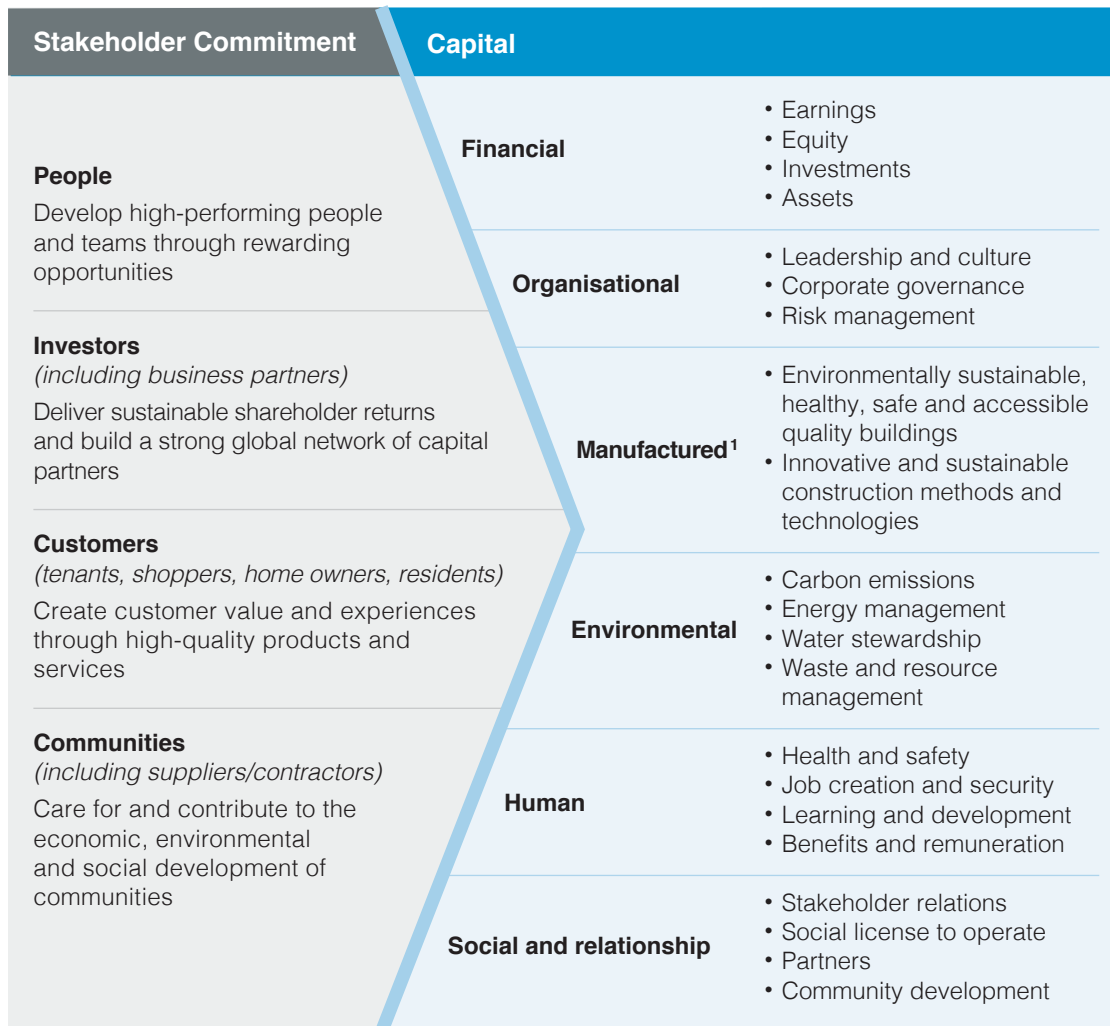 Stakeholder Commitment
Capital
People
Develop high-performing people
and teams through rewarding
opportunities
Investors
(including business partners)
Deliver sustainable shareholder returns
and build a strong global network of capital
partners
Customers
(tenants, shoppers, home owners, residents)
Create customer value and experiences
through high-quality products and
services
Communities
(including suppliers/contractors)
Care for and contribute to the
economic, environmental
and social development of
communities
Financial
• Earnings
• Equity
• Investments
• Assets
Organisational
• Leadership and culture
• Corporate governance
• Risk management
Manufactured¹
• Environmentally sustainable,
healthy, safe and accessible
quality buildings
• Innovative and sustainable
construction methods and
technologies
Environmental
• Carbon emissions
• Energy management
• Water stewardship
• Waste and resource
management
Human
• Health and safety
• Job creation and security
• Learning and development
• Benefits and remuneration
Social and relationship
• Stakeholder relations
• Social license to operate
• Partners
• Community development